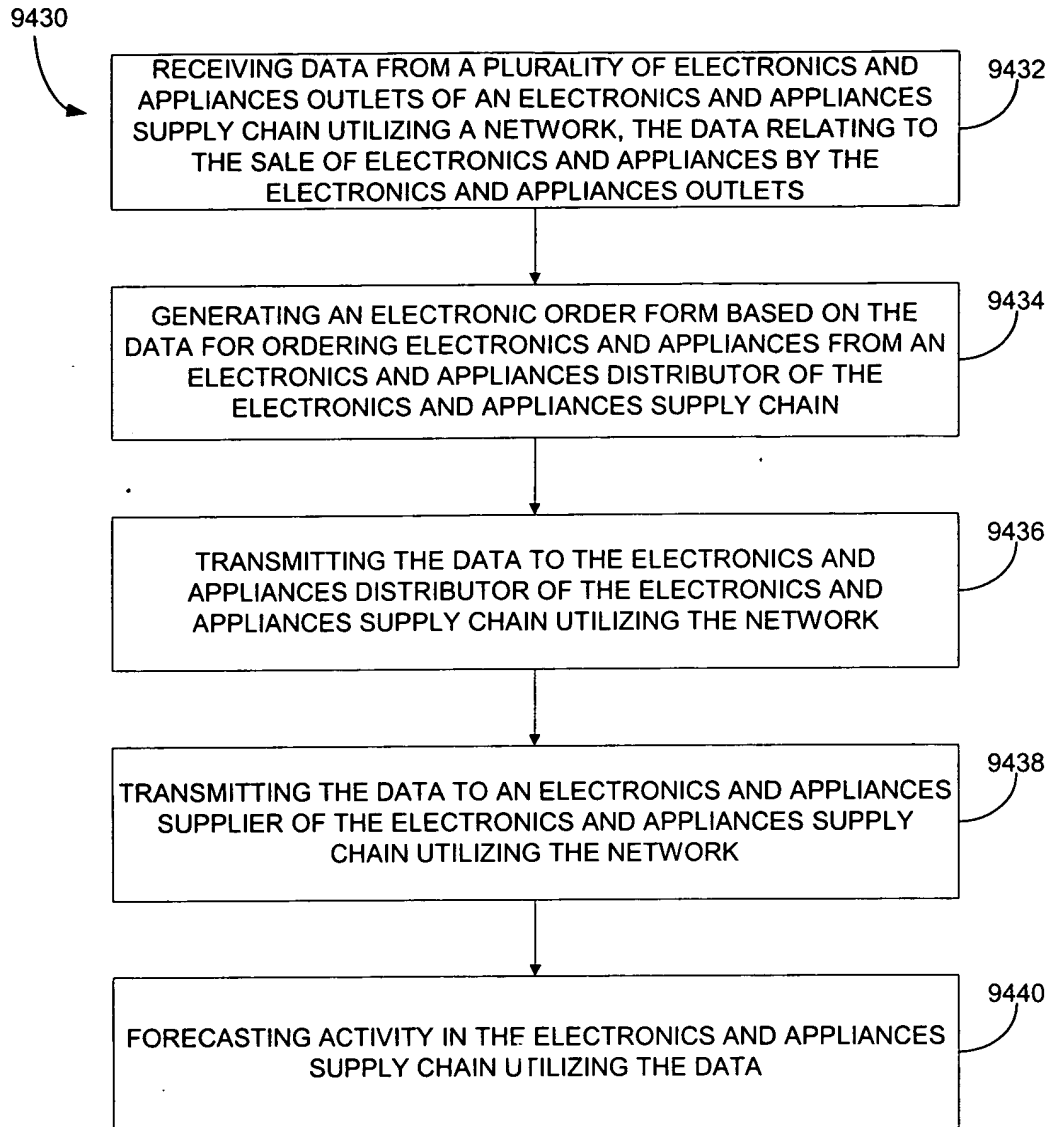 9430
RECEIVING DATA FROM A PLURALITY OF ELECTRONICS AND
APPLIANCES OUTLETS OF AN ELECTRONICS AND APPLIANCES
SUPPLY CHAIN UTILIZING A NETWORK, THE DATA RELATING TO
THE SALE OF ELECTRONICS AND APPLIANCES BY THE
ELECTRONICS AND APPLIANCES OUTLETS
9432
GENERATING AN ELECTRONIC ORDER FORM BASED ON THE
DATA FOR ORDERING ELECTRONICS AND APPLIANCES FROM AN
ELECTRONICS AND APPLIANCES DISTRIBUTOR OF THE
ELECTRONICS AND APPLIANCES SUPPLY CHAIN
9434
TRANSMITTING THE DATA TO THE ELECTRONICS AND
APPLIANCES DISTRIBUTOR OF THE ELECTRONICS AND
APPLIANCES SUPPLY CHAIN UTILIZING THE NETWORK
9436
TRANSMITTING THE DATA TO AN ELECTRONICS AND APPLIANCES
SUPPLIER OF THE ELECTRONICS AND APPLIANCES SUPPLY
CHAIN UTILIZING THE NETWORK
9438
FORECASTING ACTIVITY IN THE ELECTRONICS AND APPLIANCES
SUPPLY CHAIN UTILIZING THE DATA
9440